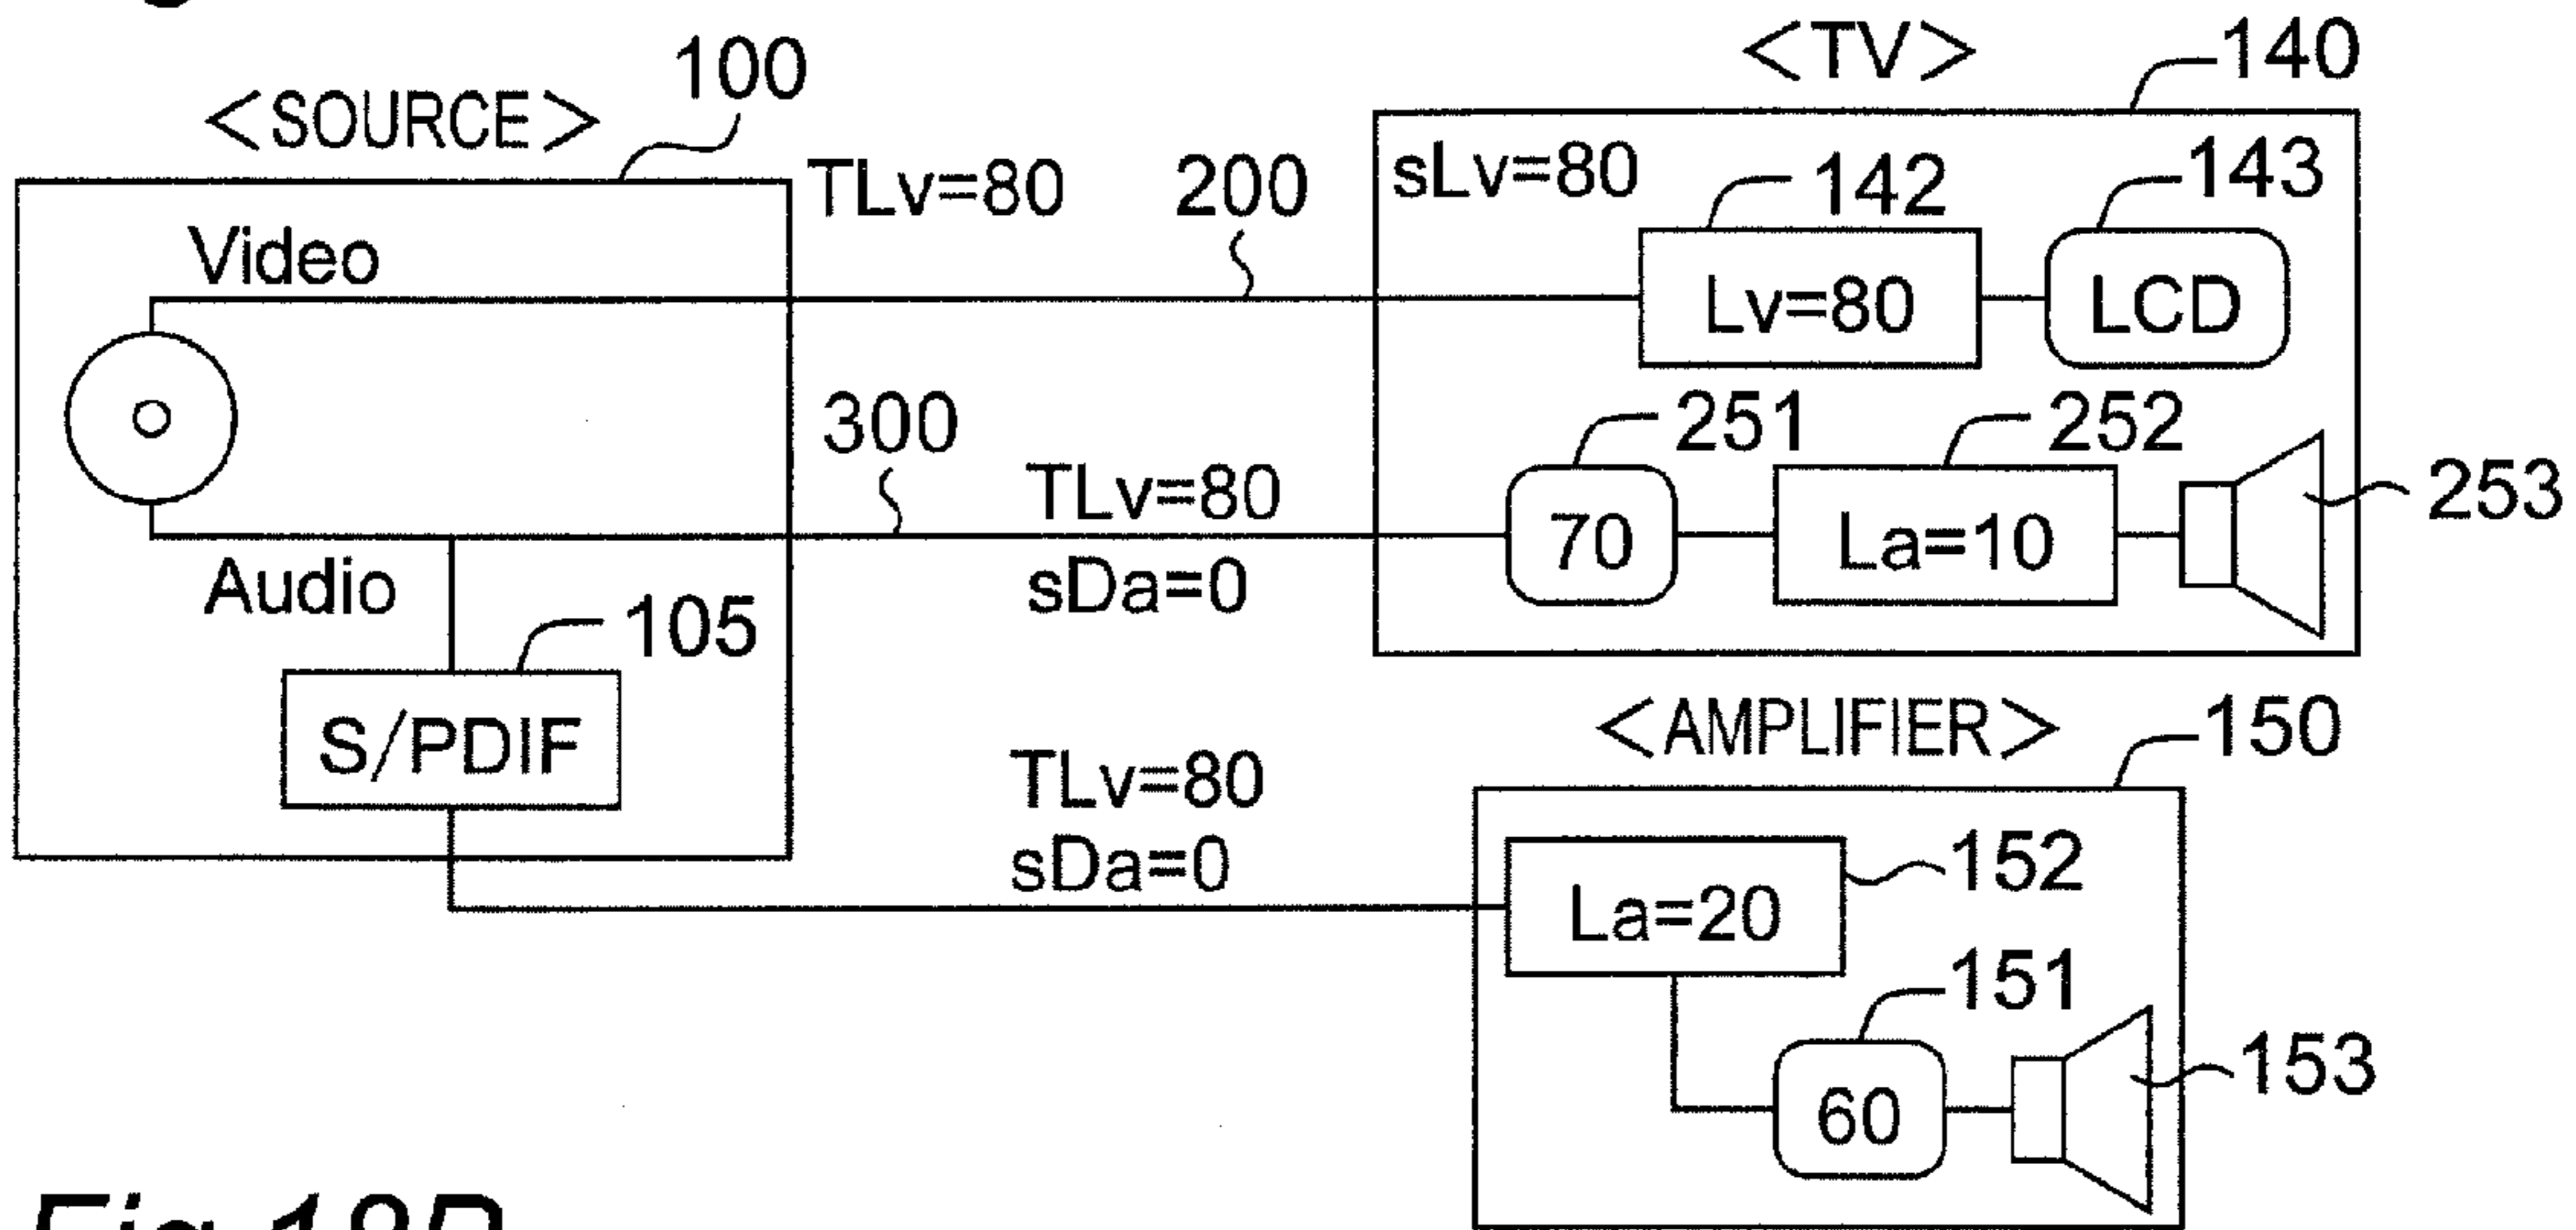 <SOURCE>
100
Video
Audio
105
S/PDIF
TLv=80
200
300
TLv=80
sDa=0
TLv=80
sDa=0
<TV>
140
sLv=80
142
143
Lv=80
LCD
251
252
253
70
La=10
<AMPLIFIER>
150
152
La=20
151
60
153